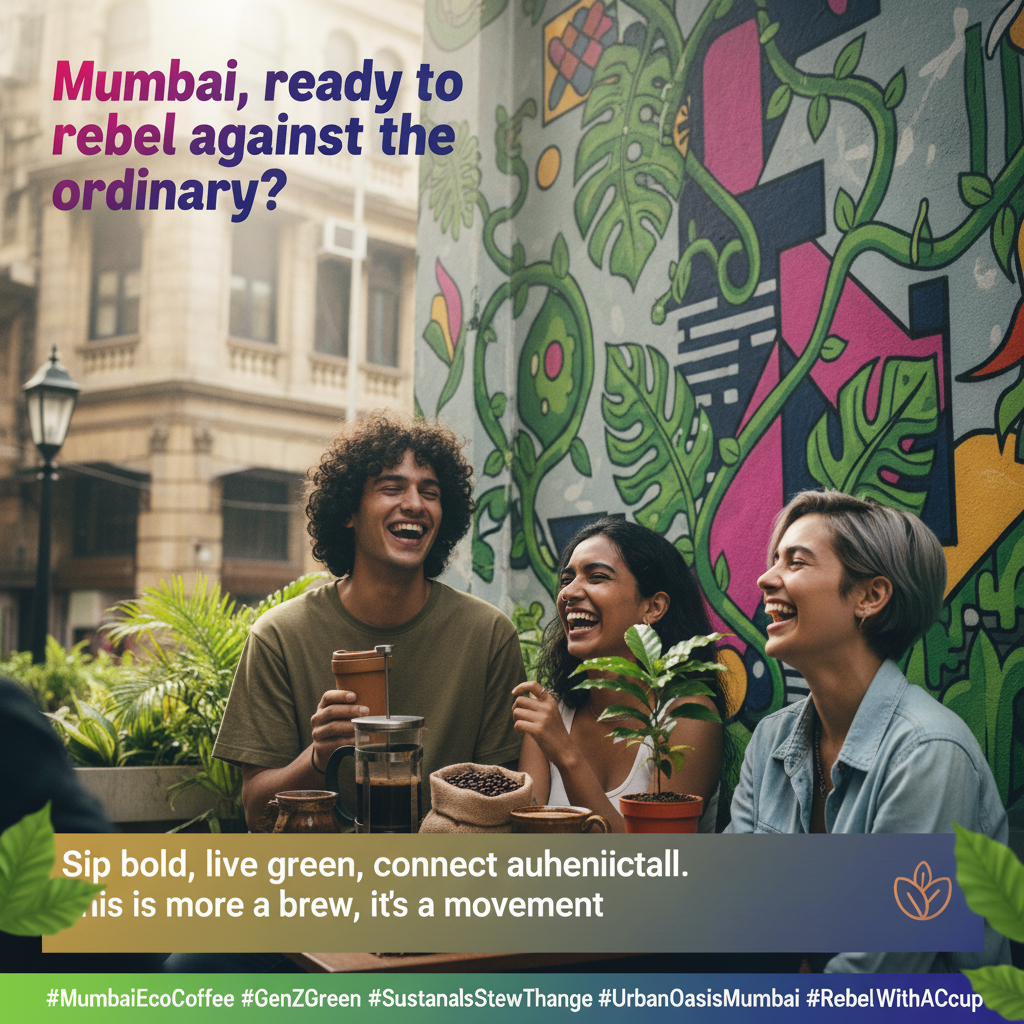 Mumbai, ready to
rebel against the
ordinary?
Sip bold, live green, connect auheniictall.
his is more a brew, it's a movement
#MumbaiEcoCoffee #GenZGreen #SustanalsStewThange #UrbanOasisMumbai #RebelWithACcup